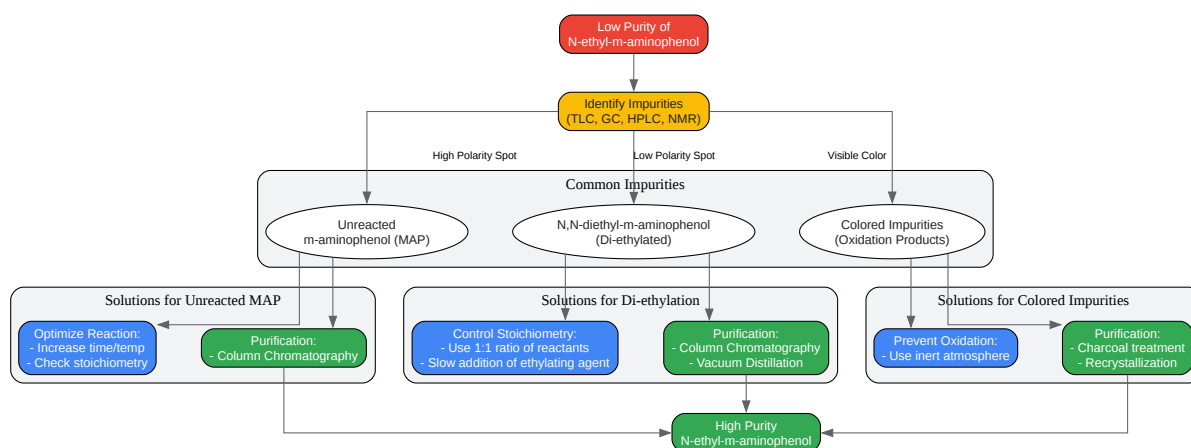 Low Purity of
N-ethyl-m-aminophenol
Identify Impurities
(TLC, GC, HPLC, NMR)
High Polarity Spot
Low Polarity Spot
Visible Color
Common Impurities
Unreacted
m-aminophenol (MAP)
N,N-diethyl-m-aminophenol
(Di-ethylated)
Colored Impurities
(Oxidation Products)
Solutions for Unreacted MAP
Optimize Reaction:
- Increase time/temp
- Check stoichiometry
Purification:
- Column Chromatography
Solutions for Di-ethylation
Control Stoichiometry:
- Use 1:1 ratio of reactants
- Slow addition of ethylating agent
Purification:
- Column Chromatography
- Vacuum Distillation
Solutions for Colored Impurities
Prevent Oxidation:
- Use inert atmosphere
Purification:
- Charcoal treatment
- Recrystallization
High Purity
N-ethyl-m-aminophenol